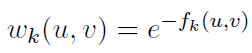 w_k(u, v) = e^{-f_k(u,v)}